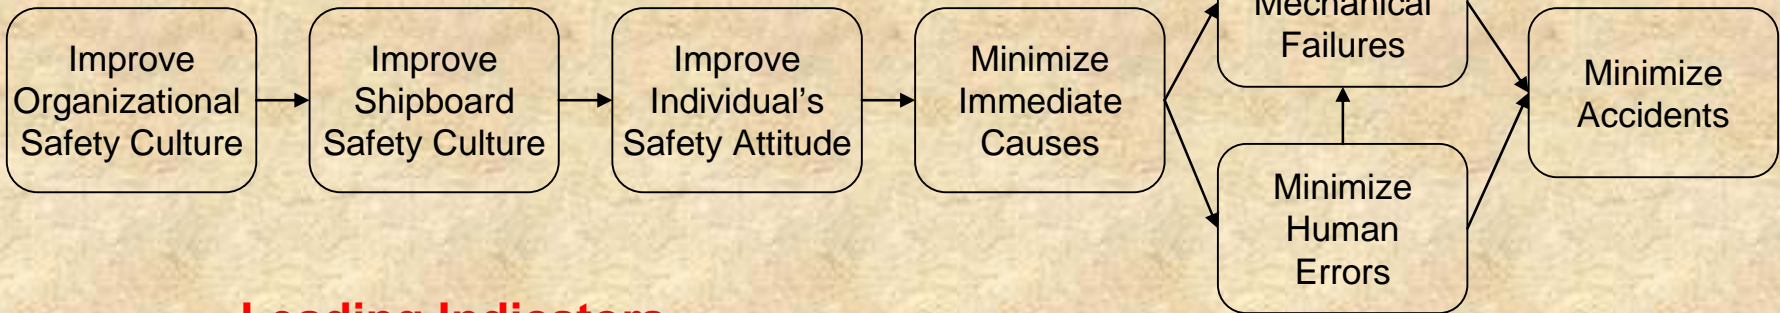 Improve
Organizational
Safety Culture
Improve
Shipboard
Safety Culture
Improve
Individual's
Safety Attitude
Minimize
Immediate
Causes
Mechanical
Failures
Minimize
Human
Errors
Minimize
Accidents
Leading Indicators